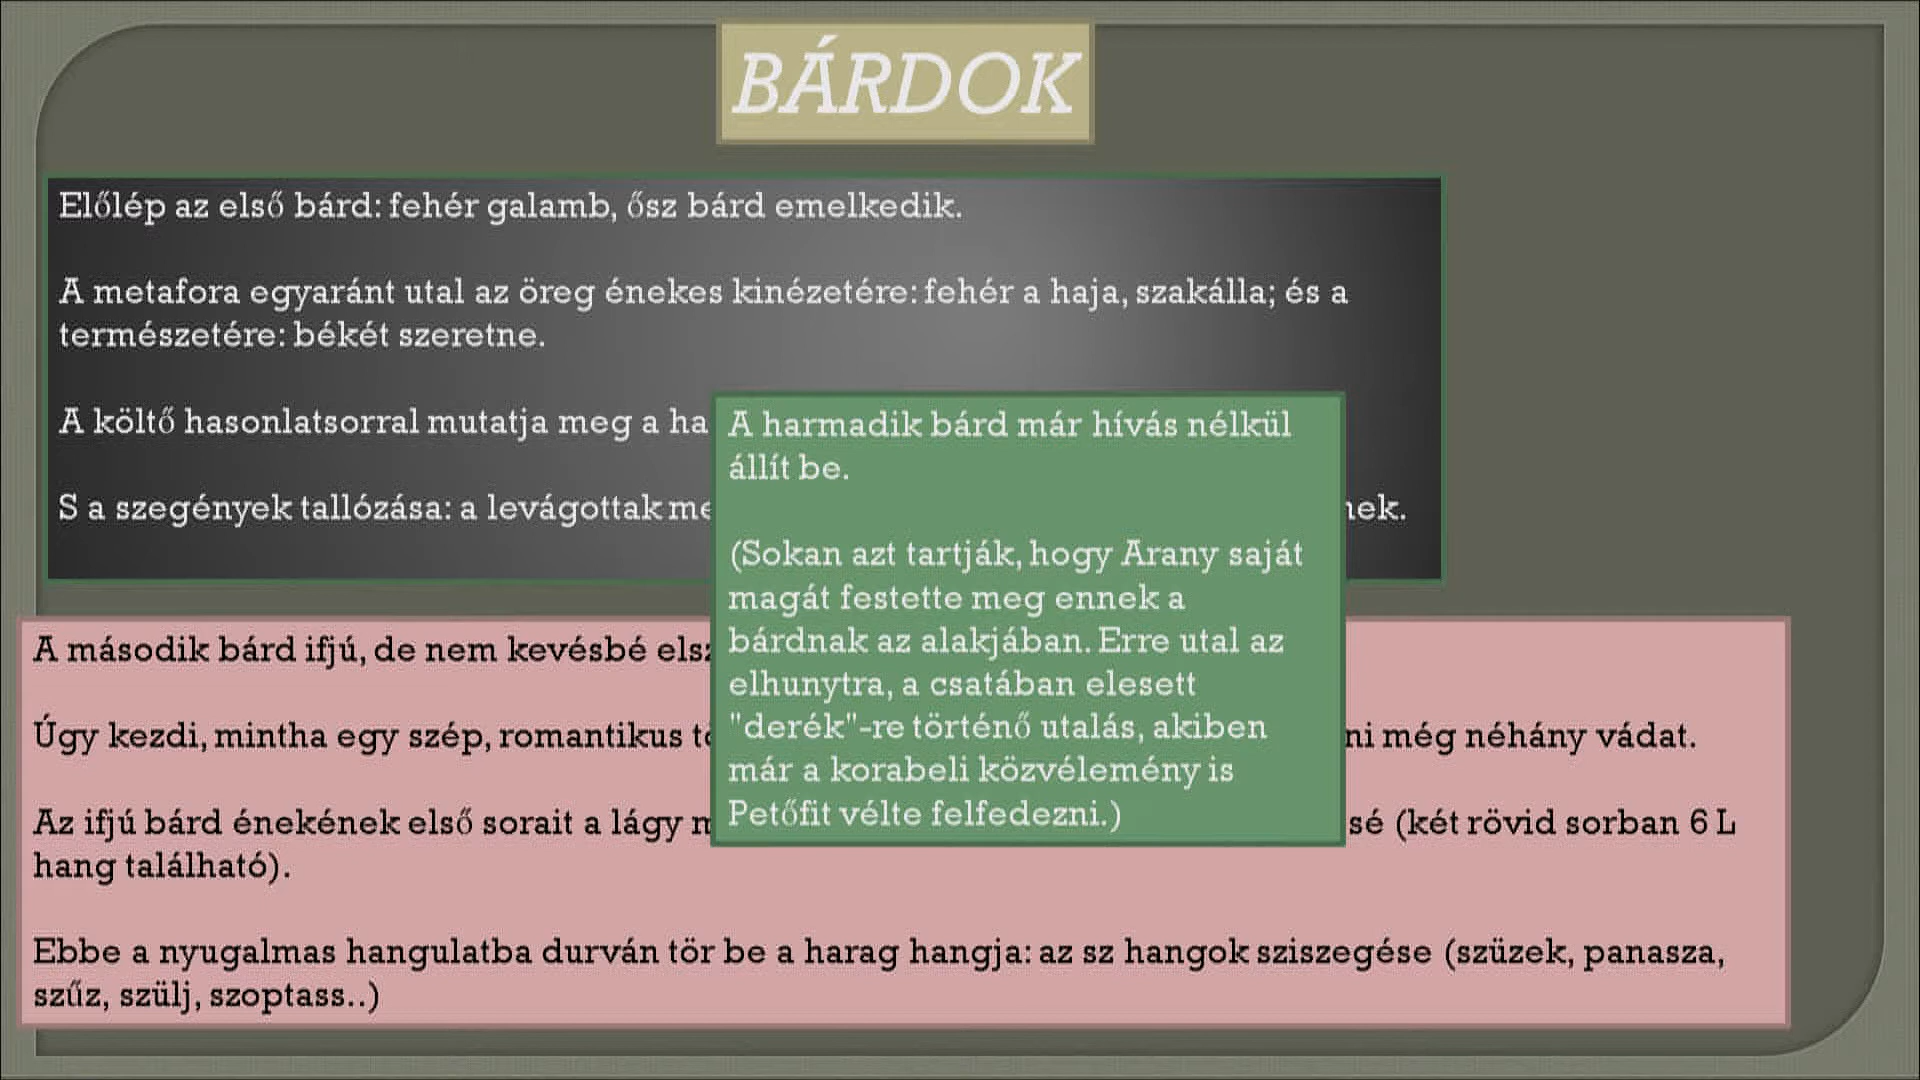 BÁRDOK
Előlép az első bárd: fehér galamb, ősz bárd emelkedik.
A metafora egyaránt utal az öreg énekes kinézetére: fehér a haja, szakálla; és a
természetére: békét szeretne.
A költő hasonlatsorral mutatja meg a
S a szegények tallózása: a levágottak
A harmadik bárd már hívás nélkül
állít be.
(Sokan azt tartják, hogy Arany saját
magát festette meg ennek a
bárdnak az alakjában. Erre utal az
elhunytra, a csatában elesett
"derék"-re történő utalás, akiben
már a korabeli közvélemény is
Petőfit vélte felfedezni.)
A második bárd ifjú, de nem kevésbé
Úgy kezdi, mintha egy szép, romantikus még néhány vádat.
Az ifjú bárd énekének első sorait a lágy (két rövid sorban 6 L
hang található).
Ebbe a nyugalmas hangulatba durván tör be a harag hangja: az sz hangok sziszegése (szüzek, panasza,
szűz, szülj, szoptass..)